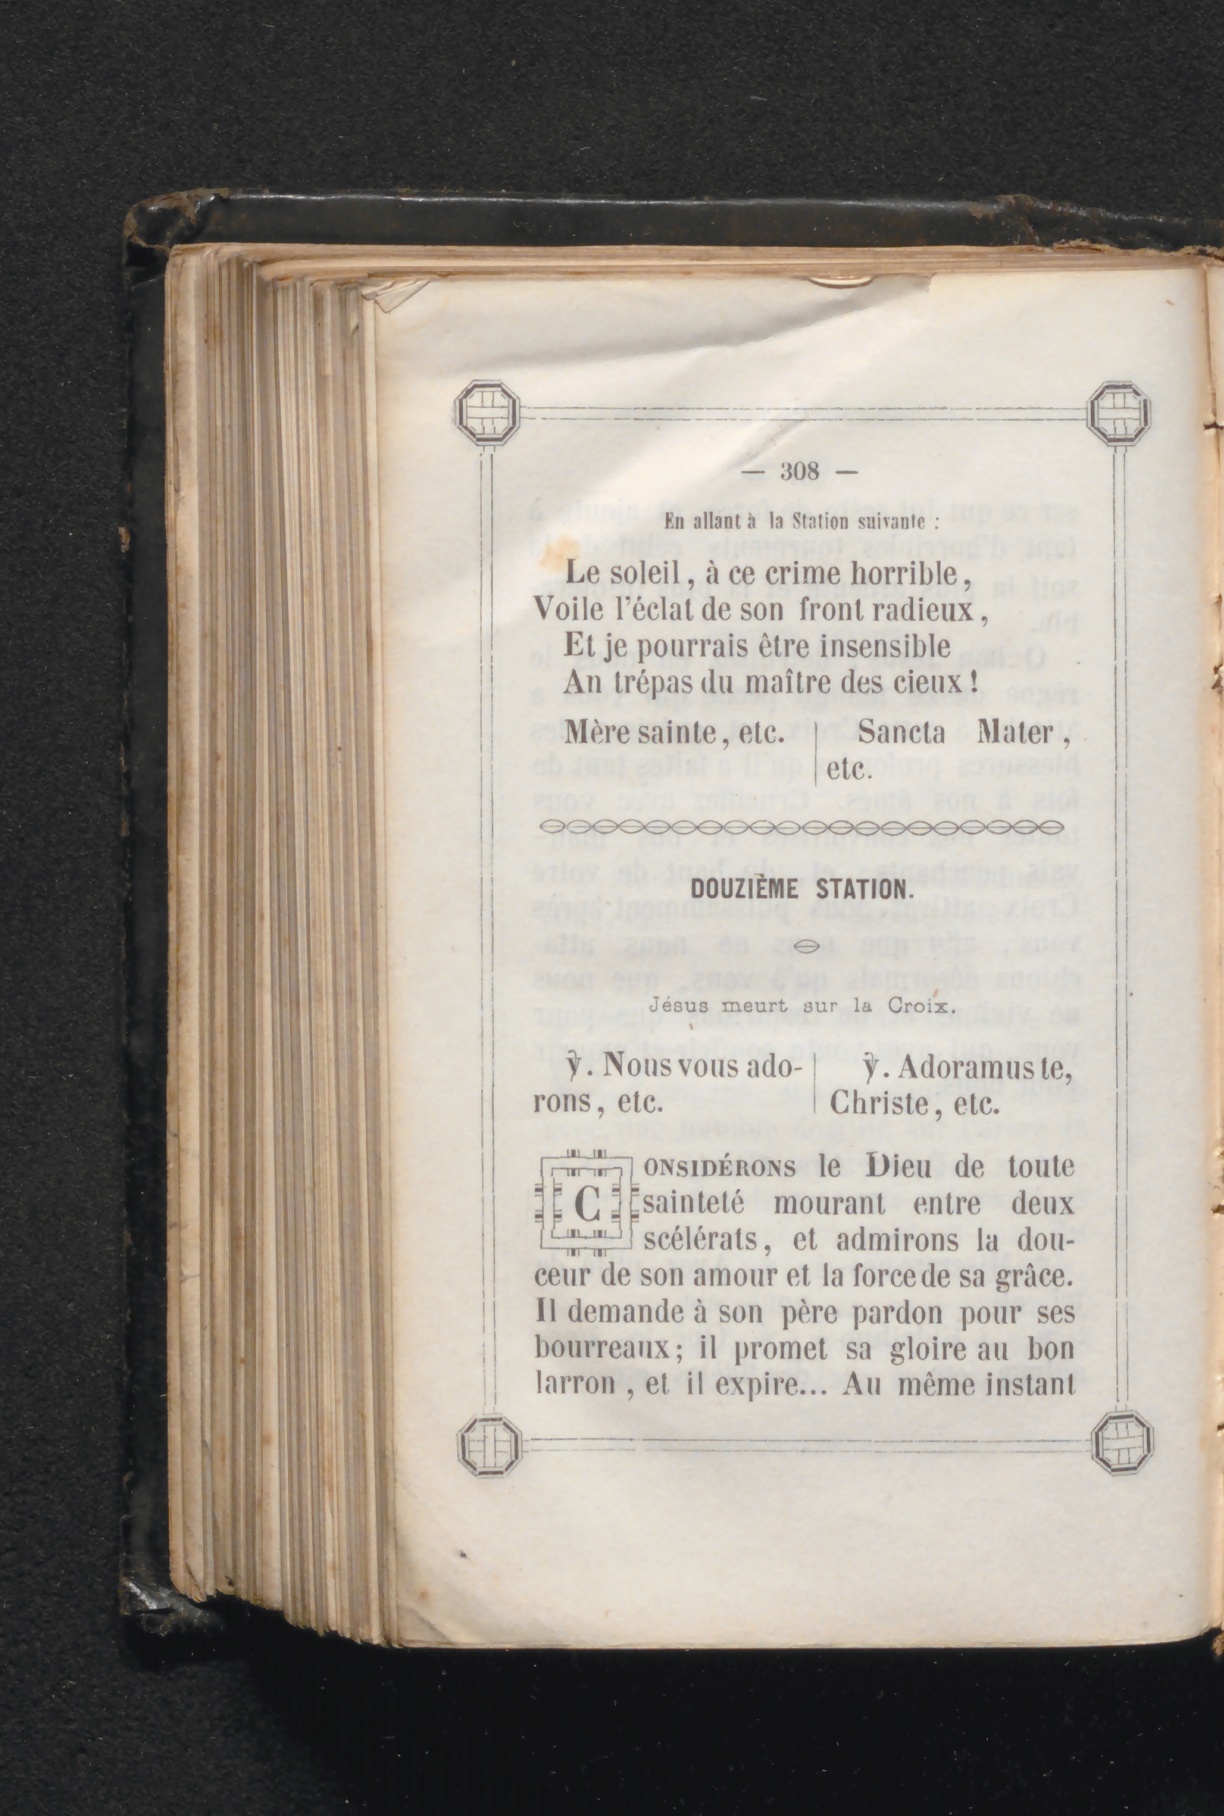 — 308 —
En allant à la Station suivante :
Le soleil, à ce crime horrible,
Voile l'éclat de son front radieux,
Et je pourrais être insensible
An trépas du maître des cieux !
Mère sainte, etc.
Sancta Mater,
etc.
DOUZIÈME STATION.
Jésus meurt sur la Croix.
℣. Nous vous ado-
rons, etc.
℣. Adoramus te,
Christe, etc.
CONSIDÉRONS le Dieu de toute
sainteté mourant entre deux
scélérats, et admirons la dou-
ceur de son amour et la force de sa grâce.
Il demande à son père pardon pour ses
bourreaux; il promet sa gloire au bon
larron, et il expire... Au même instant